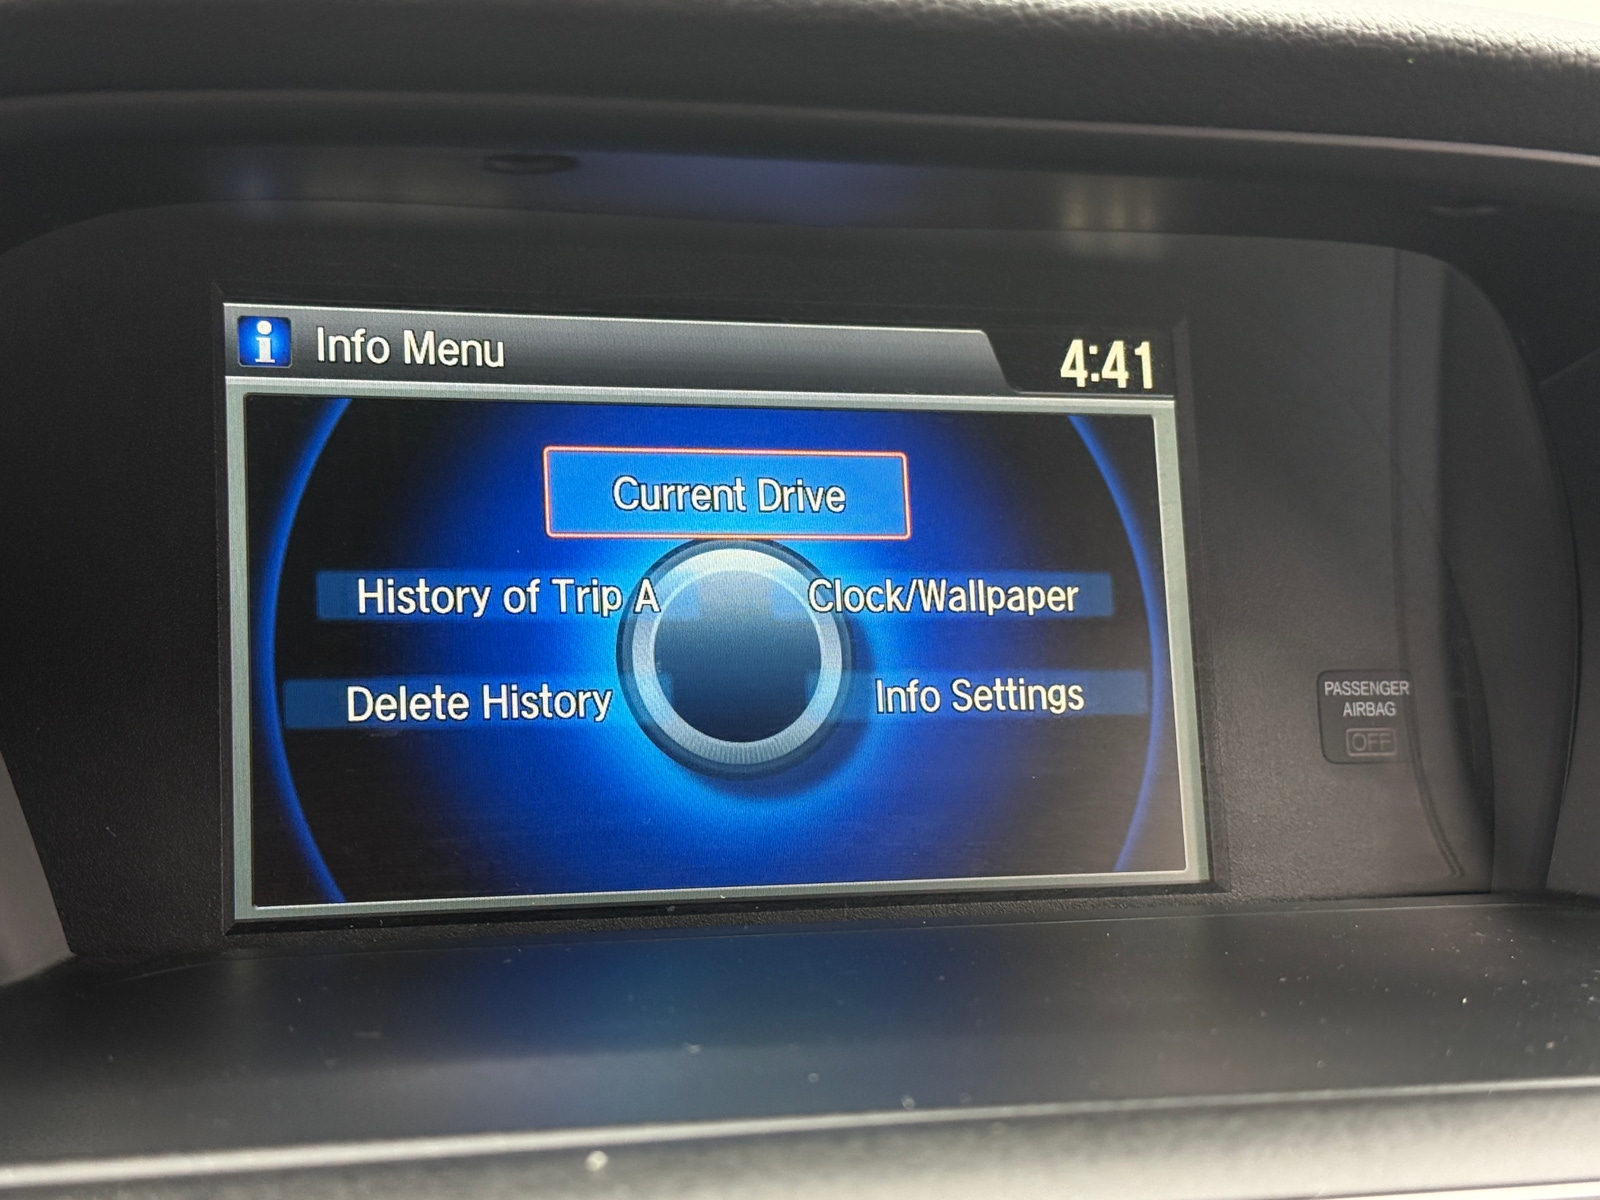 i Info Menu
4:41
Current Drive
History of Trip A
Clock/Wallpaper
Delete History
Info Settings
PASSENGER
AIRBAG
OFF